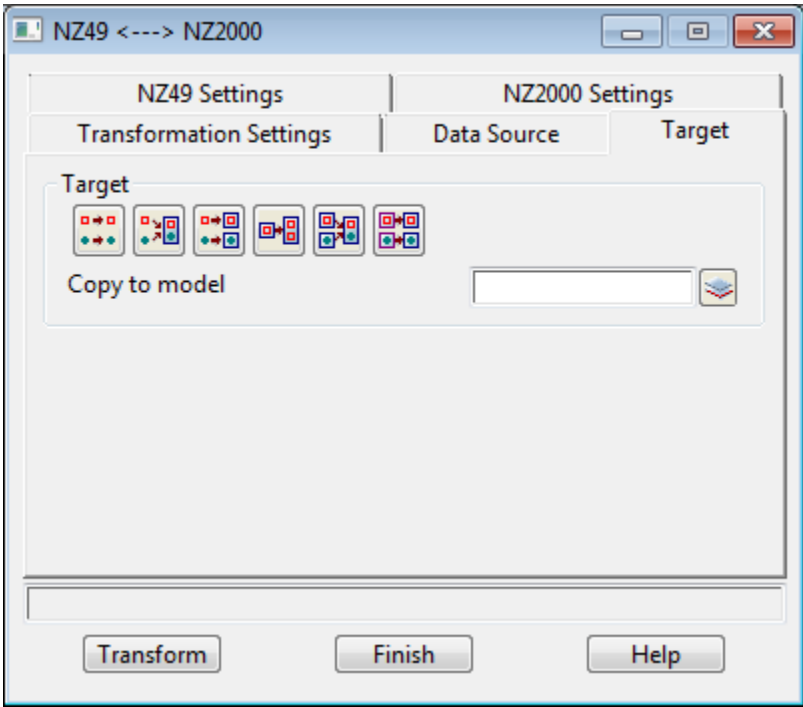 NZ49 <---> NZ2000
NZ49 Settings
NZ2000 Settings
Transformation Settings
Data Source
Target
Target
Copy to model
Transform
Finish
Help